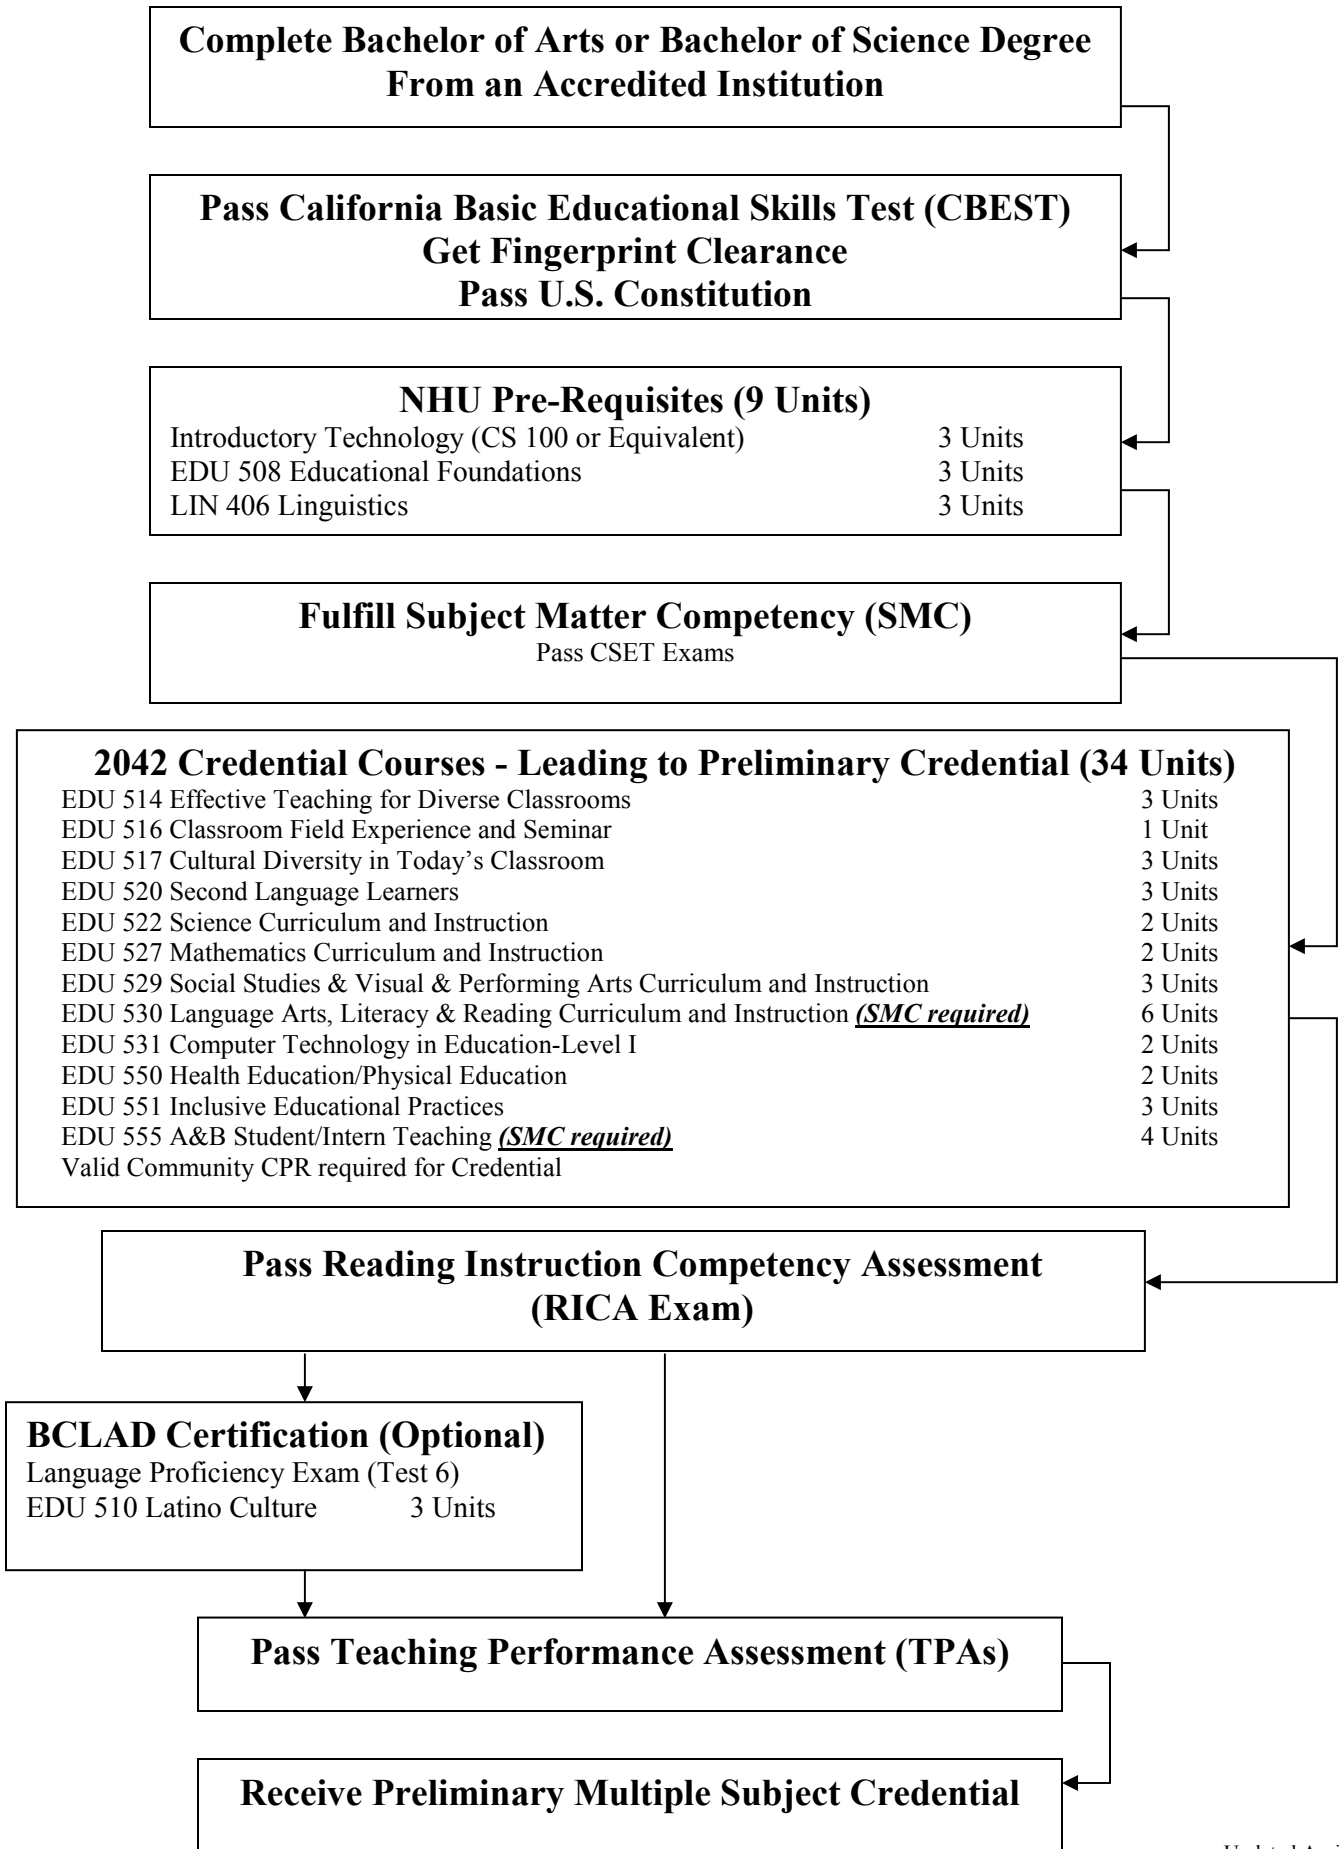 Complete Bachelor of Arts or Bachelor of Science Degree
From an Accredited Institution
Pass California Basic Educational Skills Test (CBEST)
Get Fingerprint Clearance
Pass U.S. Constitution
NHU Pre-Requisites (9 Units)
Introductory Technology (CS 100 or Equivalent) 3 Units
EDU 508 Educational Foundations 3 Units
LIN 406 Linguistics 3 Units
Fulfill Subject Matter Competency (SMC)
Pass CSET Exams
2042 Credential Courses - Leading to Preliminary Credential (34 Units)
EDU 514 Effective Teaching for Diverse Classrooms 3 Units
EDU 516 Classroom Field Experience and Seminar 1 Unit
EDU 517 Cultural Diversity in Today’s Classroom 3 Units
EDU 520 Second Language Learners 3 Units
EDU 522 Science Curriculum and Instruction 2 Units
EDU 527 Mathematics Curriculum and Instruction 2 Units
EDU 529 Social Studies & Visual & Performing Arts Curriculum and Instruction 3 Units
EDU 530 Language Arts, Literacy & Reading Curriculum and Instruction (SMC required) 6 Units
EDU 531 Computer Technology in Education-Level I 2 Units
EDU 550 Health Education/Physical Education 2 Units
EDU 551 Inclusive Educational Practices 3 Units
EDU 555 A&B Student/Intern Teaching (SMC required) 4 Units
Valid Community CPR required for Credential
Pass Reading Instruction Competency Assessment
(RICA Exam)
BCLAD Certification (Optional)
Language Proficiency Exam (Test 6)
EDU 510 Latino Culture 3 Units
Pass Teaching Performance Assessment (TPAs)
Receive Preliminary Multiple Subject Credential